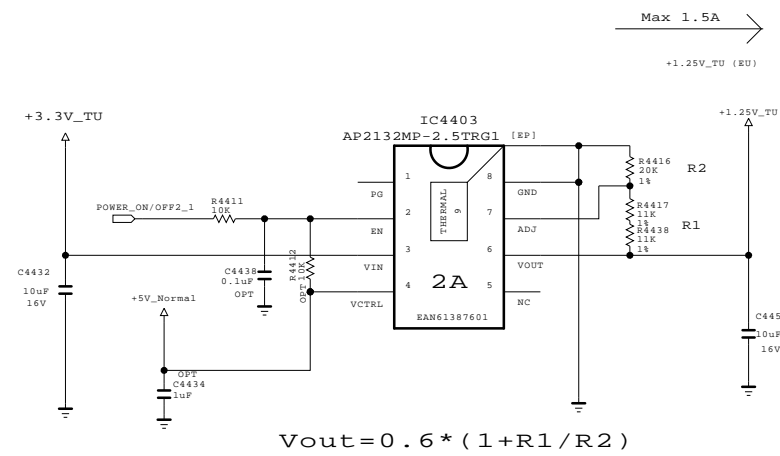 Max 1.5A
+1.25V_TU (EU)
+3.3V_TU
+1.25V_TU
IC4403
AP2132MP-2.5TRG1
[EP]
1
8
R4416
20K
1%
R2
PG
GND
THERMAL
9
POWER_ON/OFF2_1
R4411
10K
2
7
R4417
11K
1%
R1
EN
ADJ
R4438
11K
1%
3
6
R4412
10K
OPT
VIN
VOUT
C4432
10uF
16V
C4438
0.1uF
OPT
2A
4
5
+5V_Normal
VCTRL
NC
EAN61387601
C445
10uF
16V
OPT
C4434
1uF
Vout=0.6*(1+R1/R2)